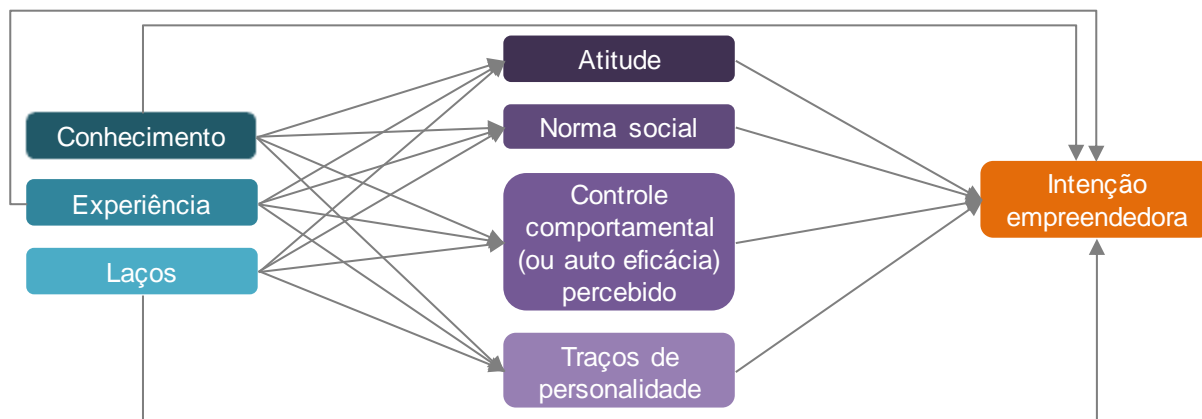 Conhecimento
Experiência
Laços
Atitude
Norma social
Controle
comportamental
(ou auto eficácia)
percebido
Traços de
personalidade
Intenção
empreendedora